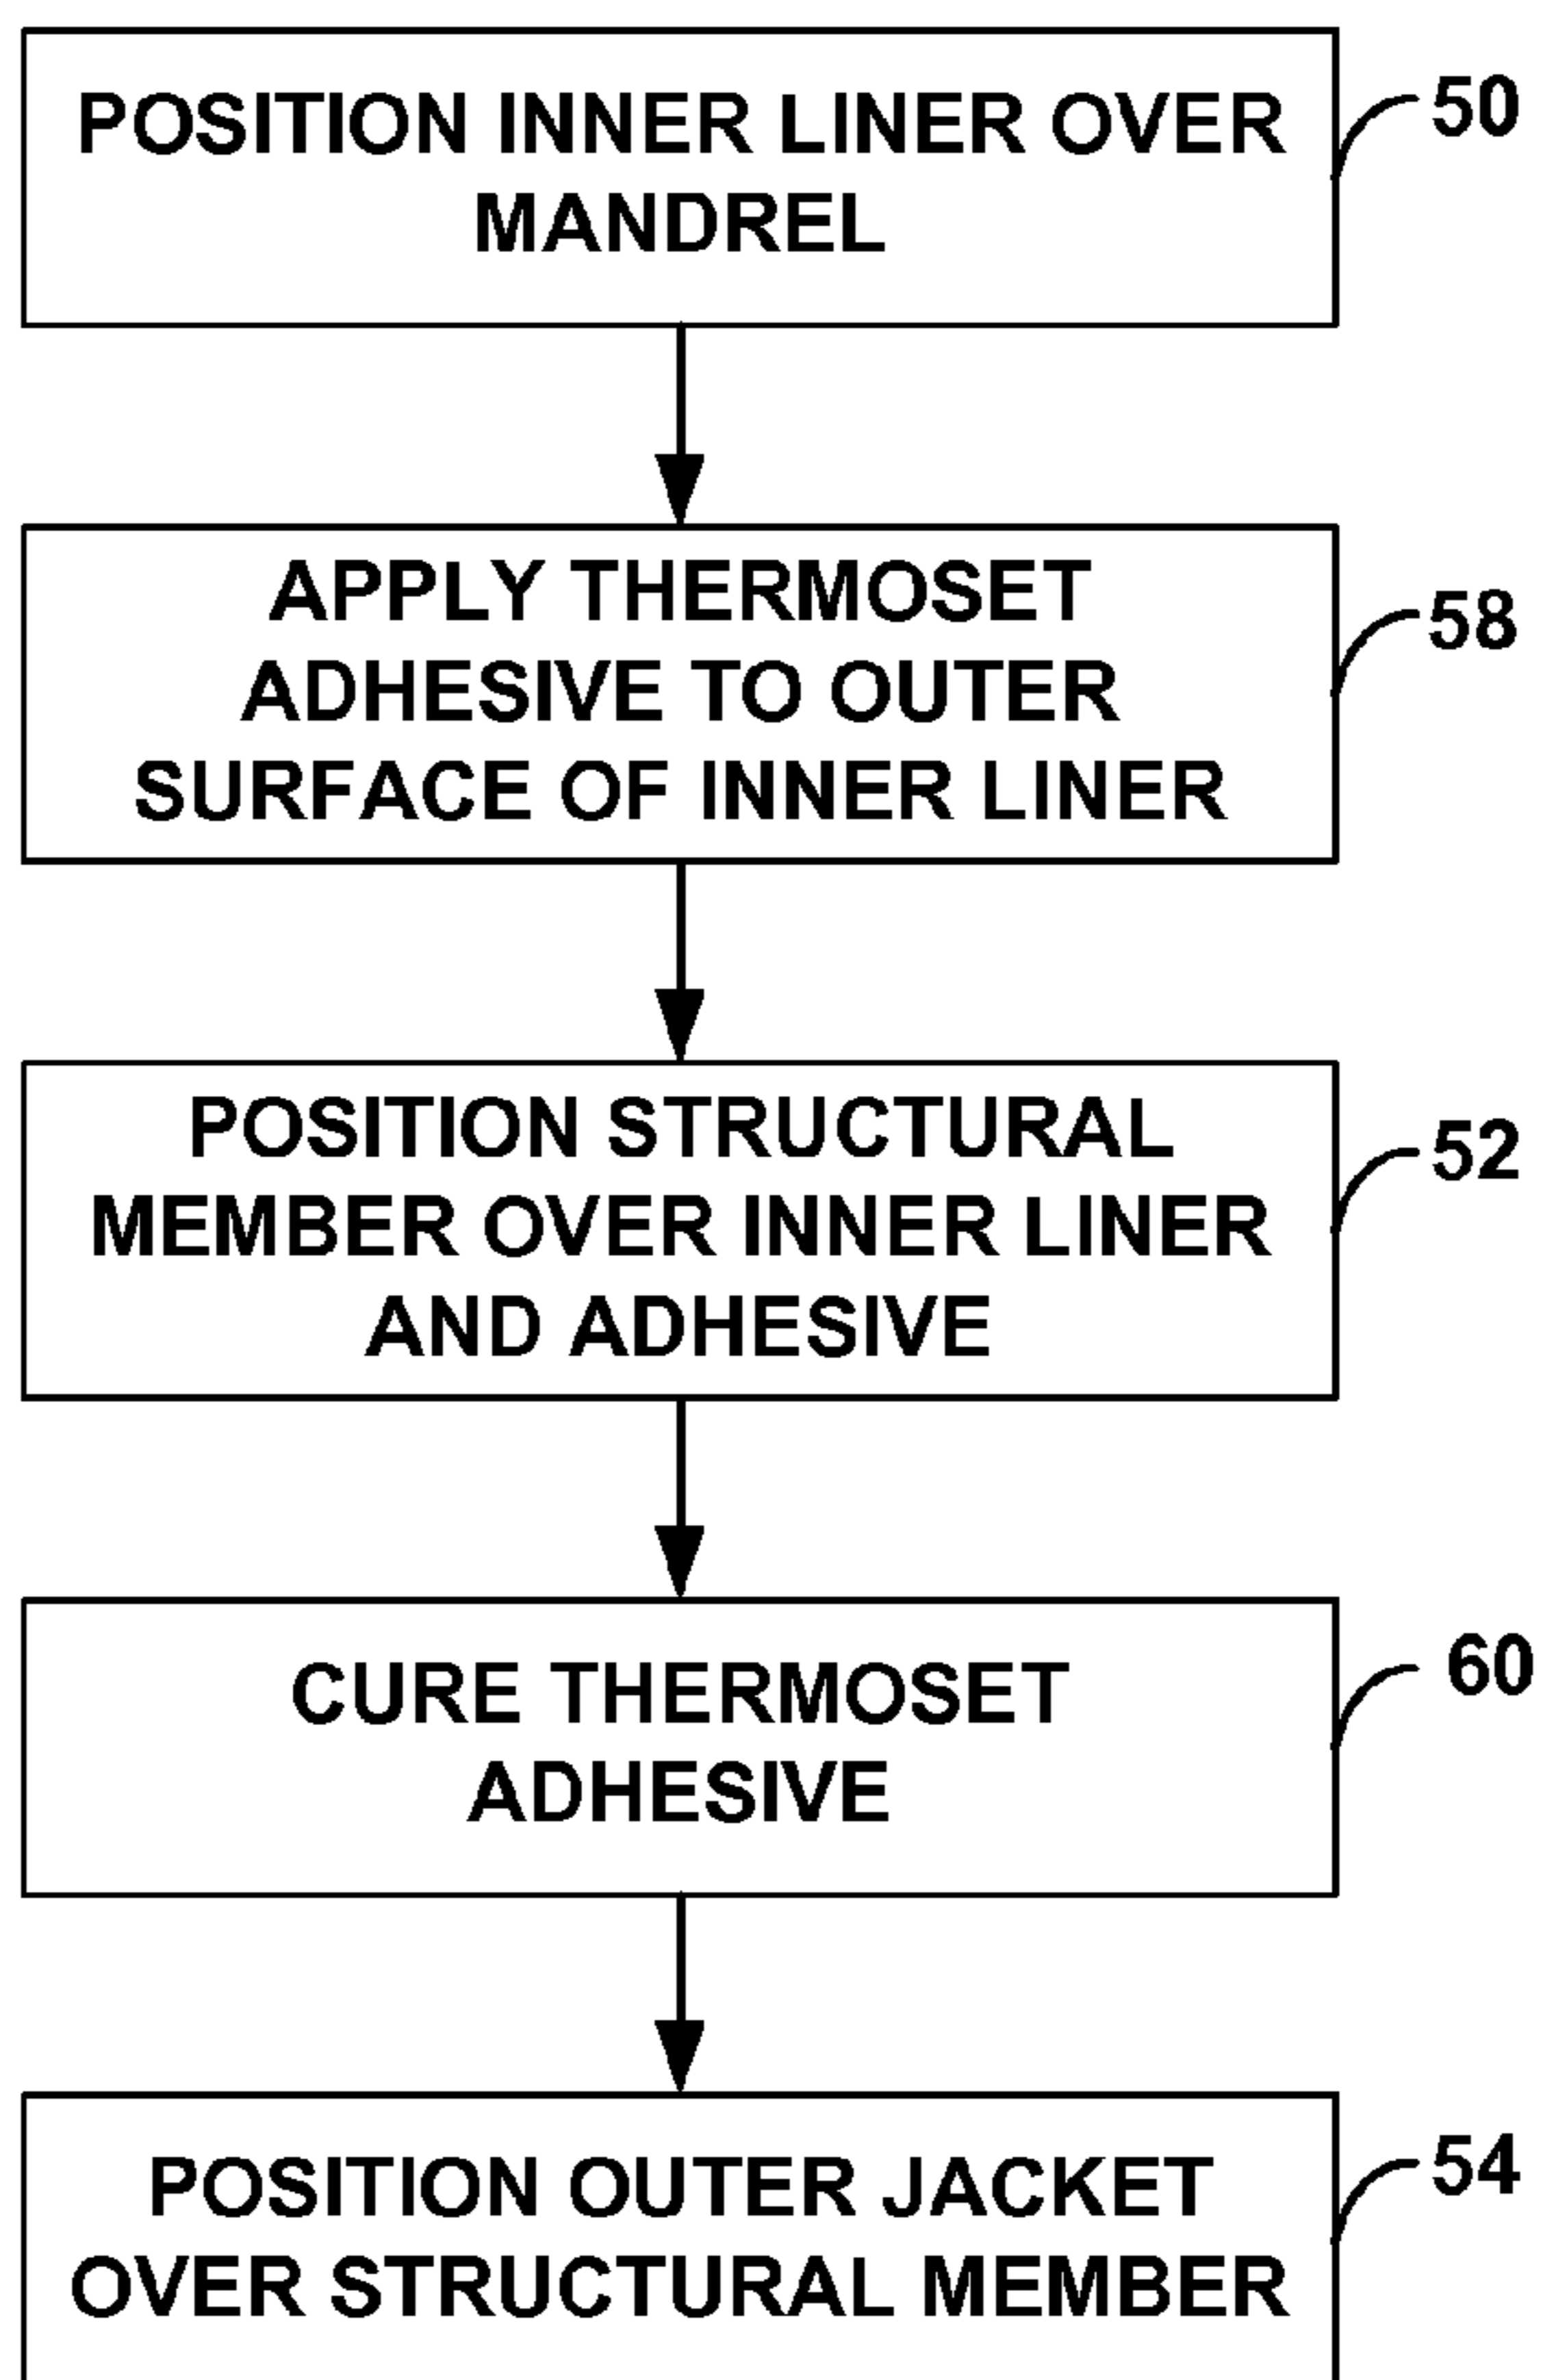 POSITION INNER LINER OVER
MANDREL
50
APPLY THERMOSET
ADHESIVE TO OUTER
SURFACE OF INNER LINER
58
POSITION STRUCTURAL
MEMBER OVER INNER LINER
AND ADHESIVE
52
CURE THERMOSET
ADHESIVE
60
POSITION OUTER JACKET
OVER STRUCTURAL MEMBER
54